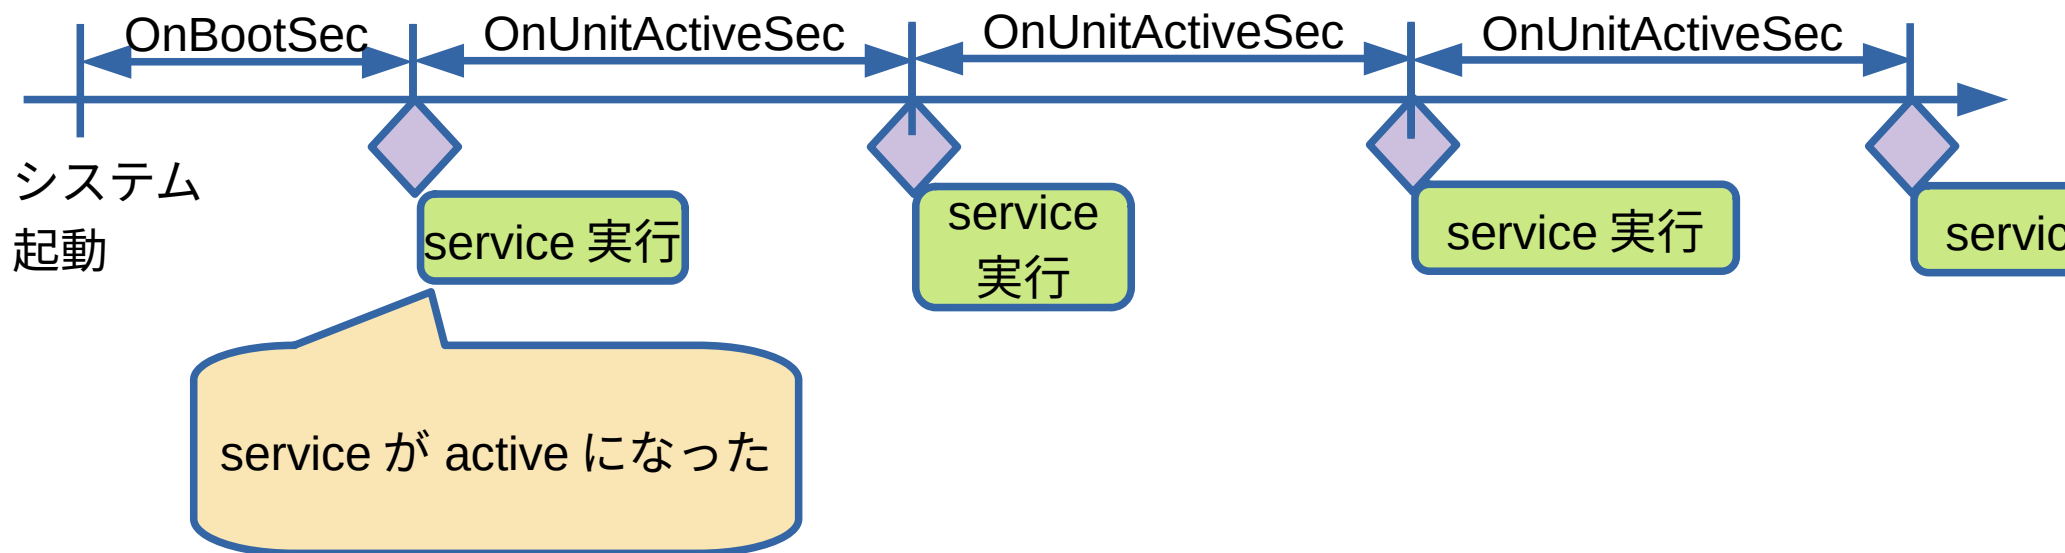 OnBootSec
OnUnitActiveSec
OnUnitActiveSec
OnUnitActiveSec
システム
起動
service 実行
service
実行
service 実行
service が active になった